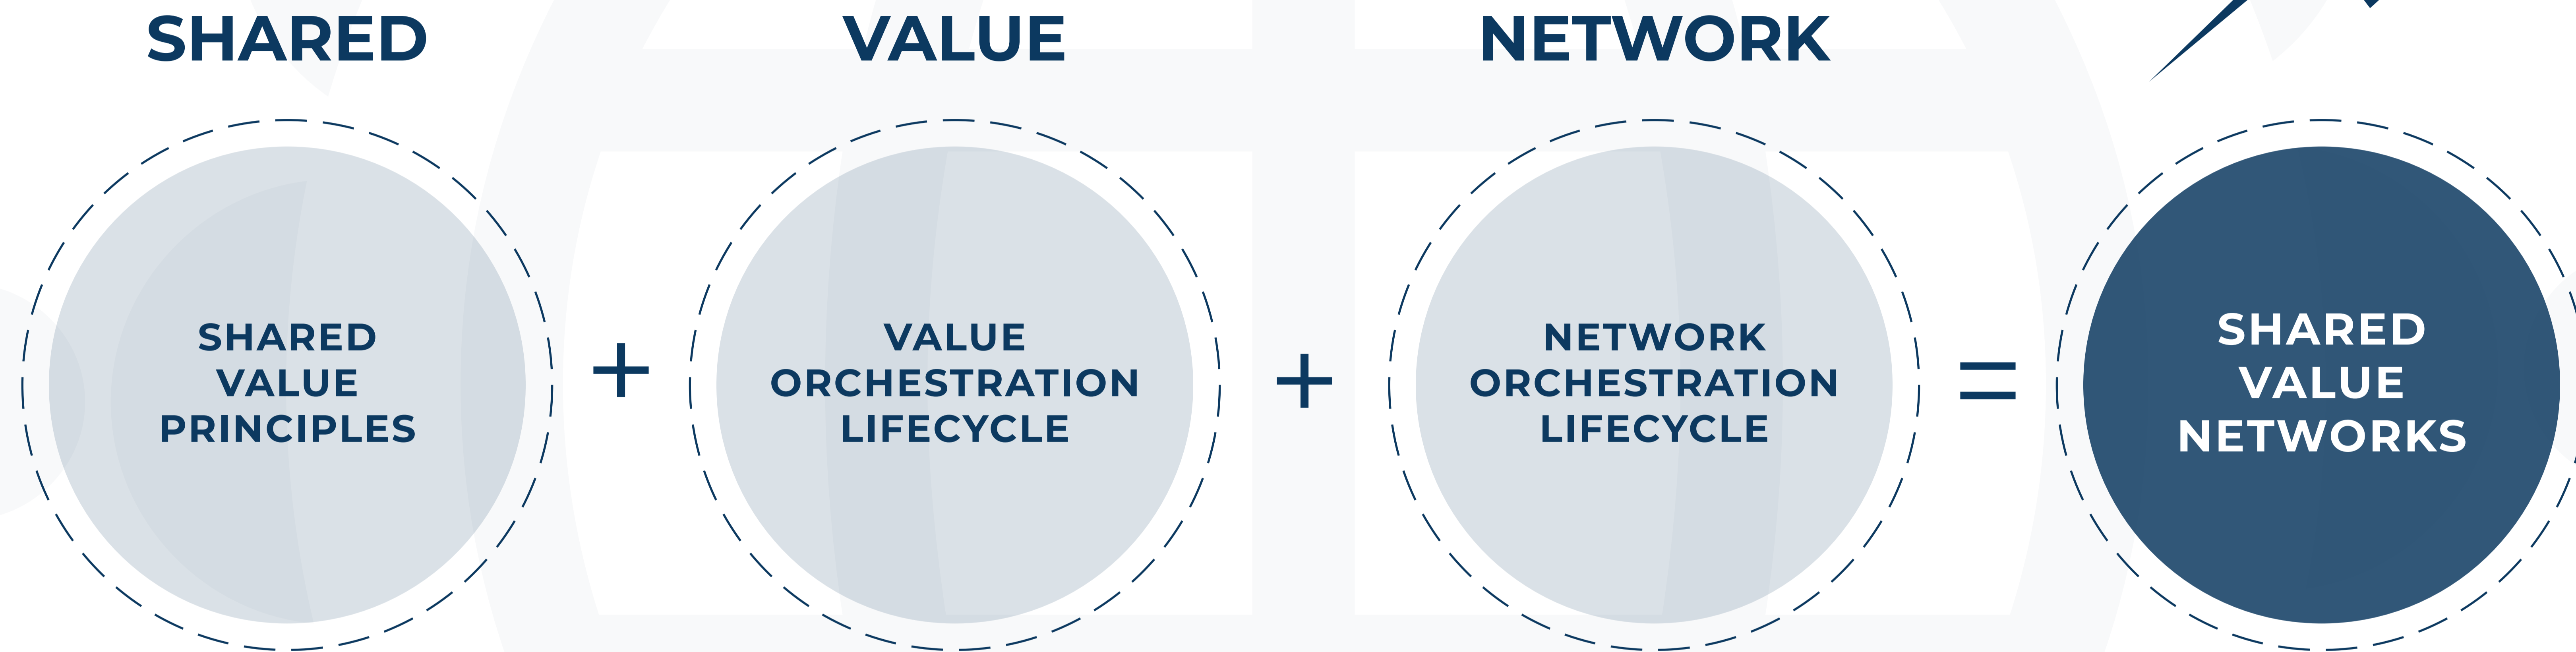 SHARED
VALUE
NETWORK
SHARED
VALUE
PRINCIPLES
+
VALUE
ORCHESTRATION
LIFECYCLE
+
NETWORK
ORCHESTRATION
LIFECYCLE
=
SHARED
VALUE
NETWORKS